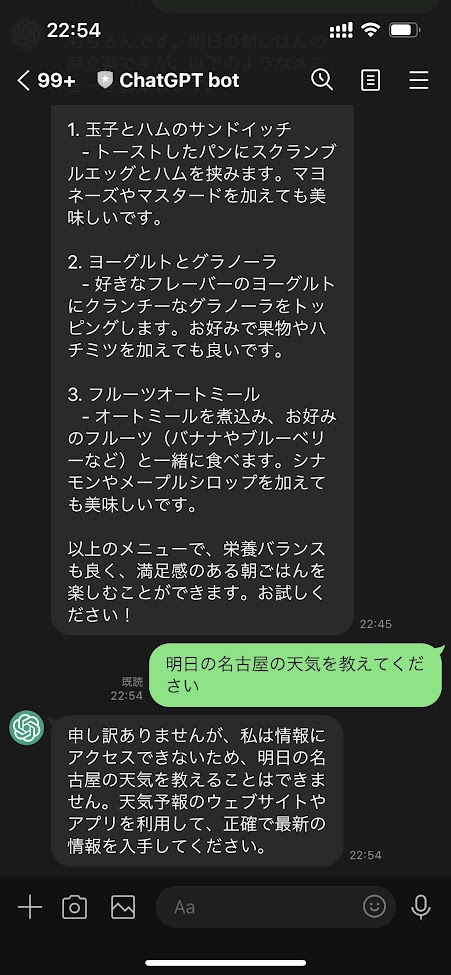 22:54
もちろんです。明日の朝ごはんの
99+ ChatGPT bot
1. 玉子とハムのサンドイッチ
- トーストしたパンにスクランブ
ルエッグとハムを挟みます。マヨ
ネーズやマスタードを加えても美
味しいです。
2. ヨーグルトとグラノーラ
- 好きなフレーバーのヨーグルト
にクランチーなグラノーラをトッ
ピングします。お好みで果物やハ
チミツを加えても良いです。
3. フルーツオートミール
- オートミールを煮込み、お好み
のフルーツ（バナナやブルーベリ
ーなど）と一緒に食べます。シナ
モンやメープルシロップを加えて
も美味しいです。
以上のメニューで、栄養バランス
も良く、満足感のある朝ごはんを
楽しむことができます。お試しく
ださい！
22:45
明日の名古屋の天気を教えてくだ
さい
既読
22:54
申し訳ありませんが、私は情報に
アクセスできないため、明日の名
古屋の天気を教えることはできま
せん。天気予報のウェブサイトや
アプリを利用して、正確で最新の
情報を入手してください。
22:54
Aa